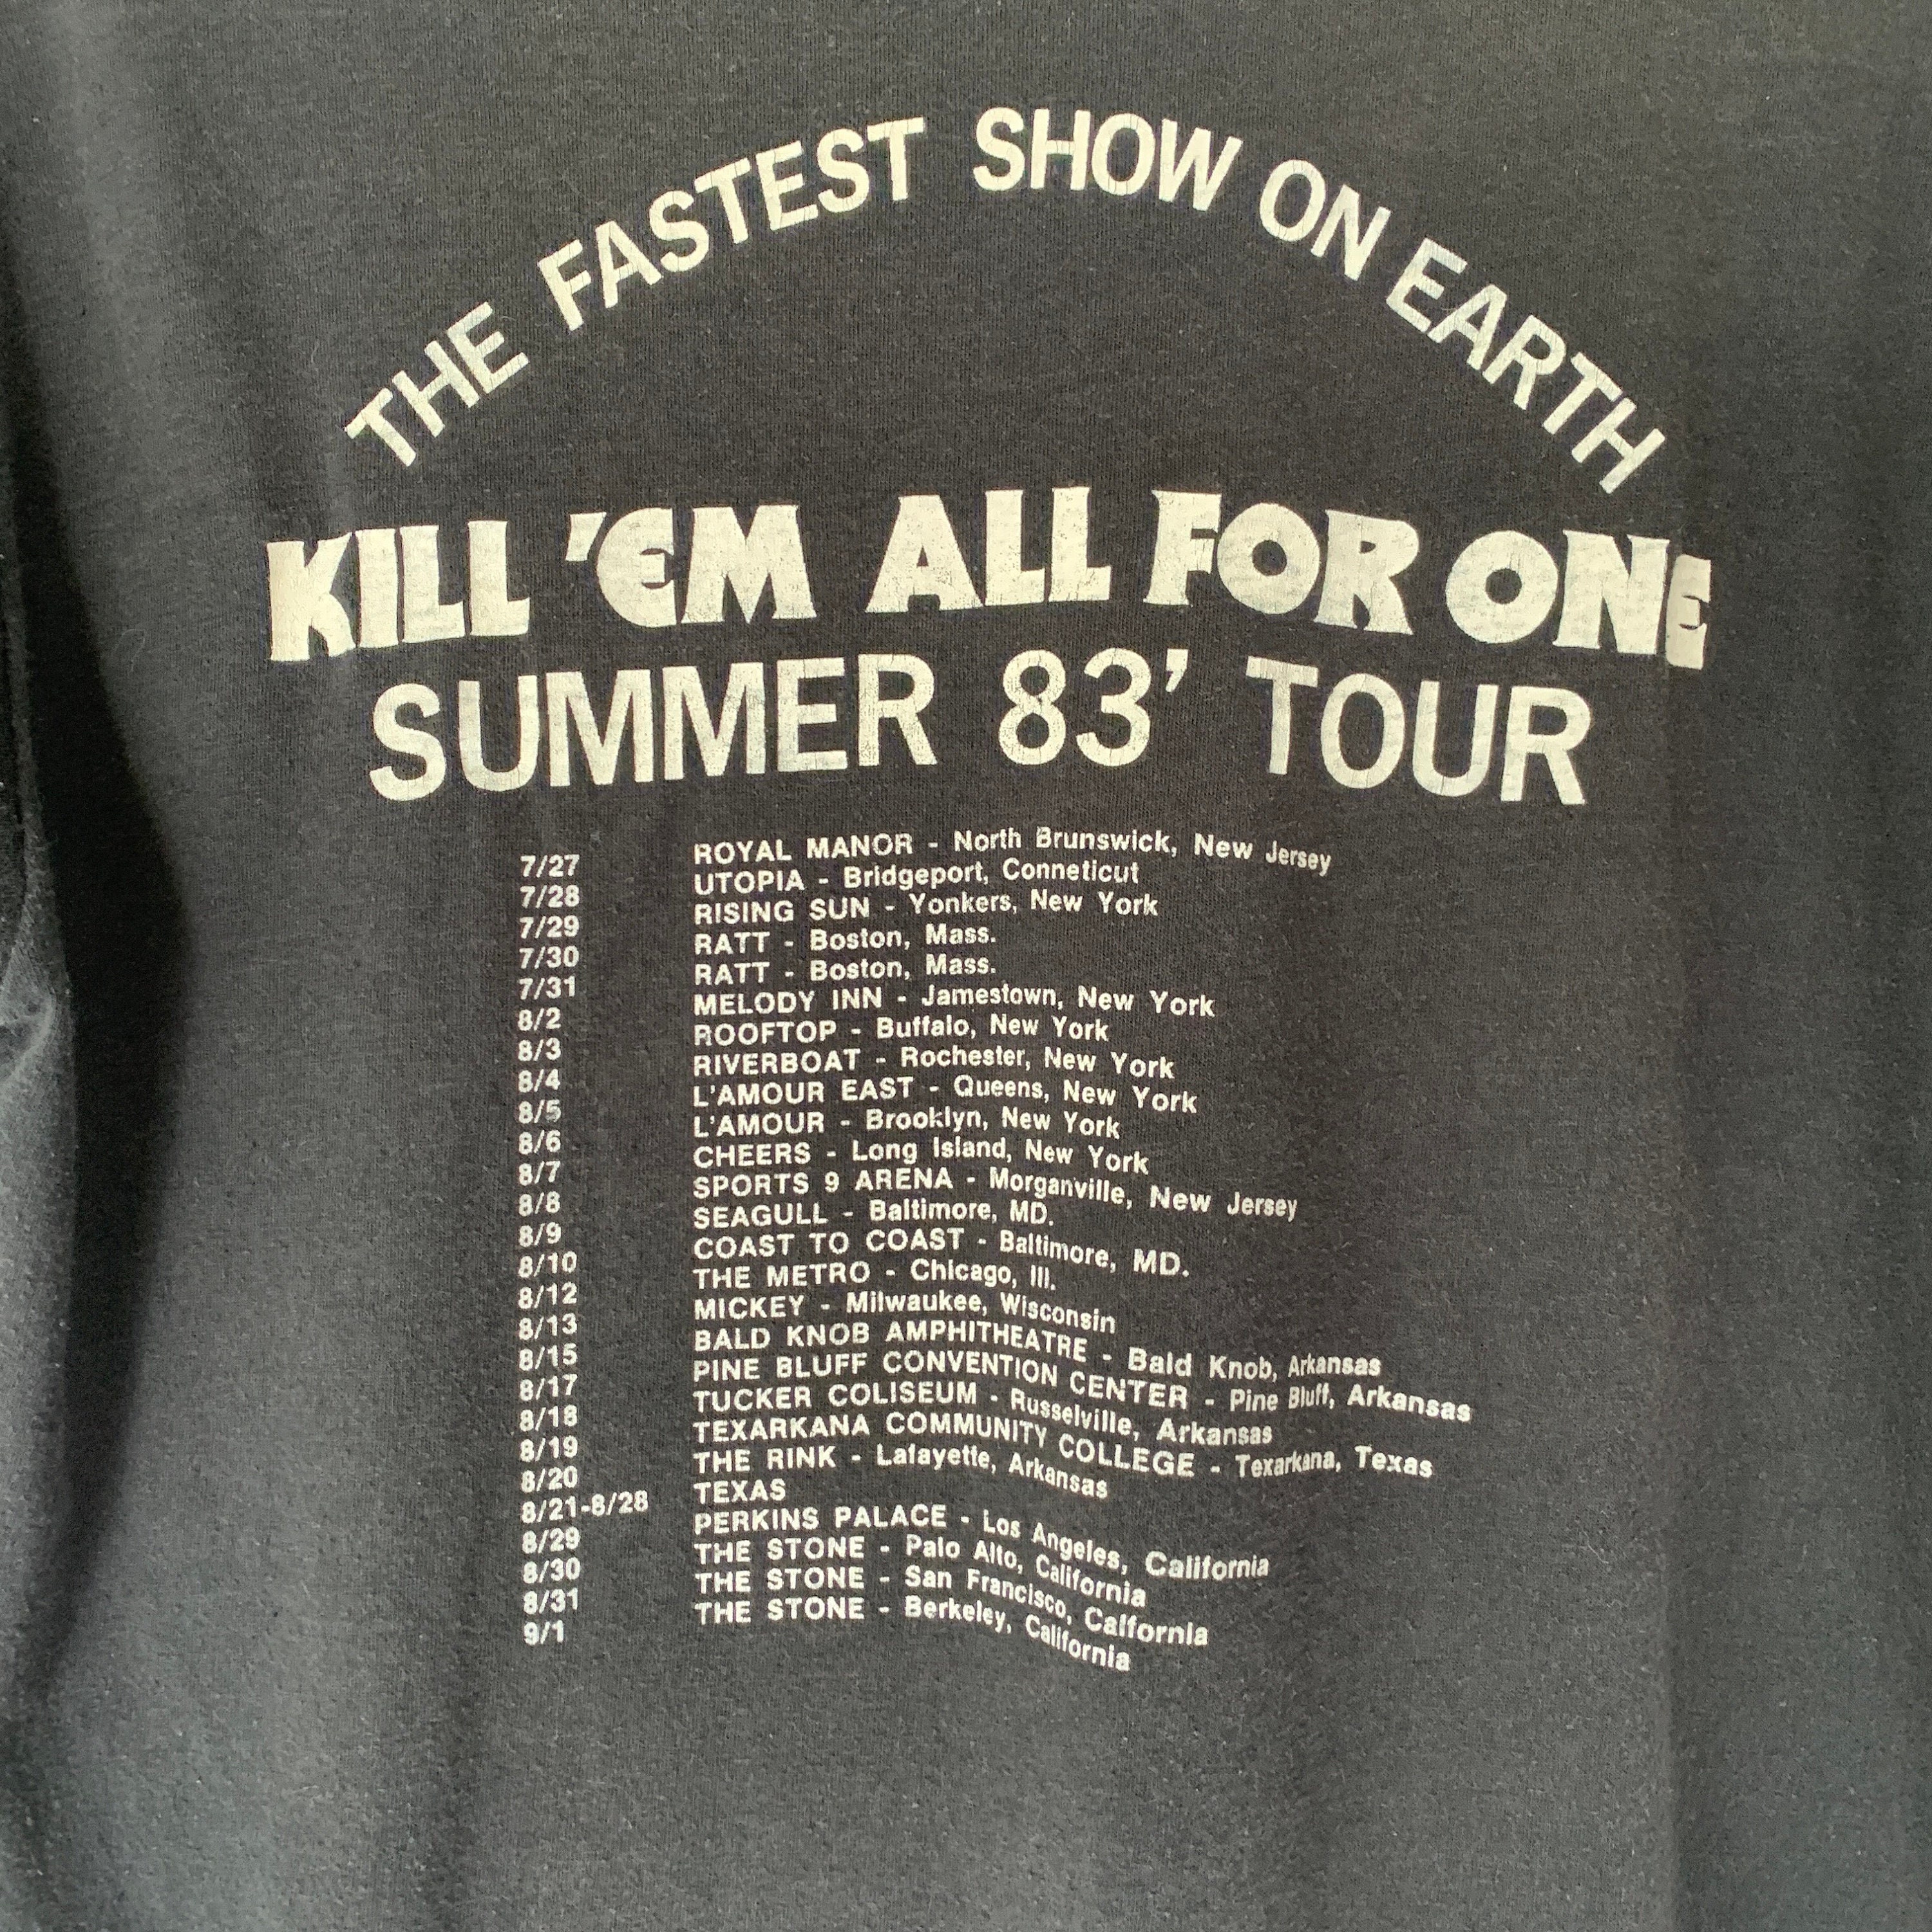 THE FASTEST SHOW ON EARTH
KILL 'EM ALL FOR ONE
SUMMER 83' TOUR
7/27 ROYAL MANOR - North Brunswick, New Jersey
7/28 UTOPIA - Bridgeport, Conneticut
7/29 RISING SUN - Yonkers, New York
7/30 RATT - Boston, Mass.
7/31 RATT - Boston, Mass.
8/2 MELODY INN - Jamestown, New York
8/3 ROOFTOP - Buffalo, New York
8/4 RIVERBOAT - Rochester, New York
8/5 L'AMOUR EAST - Queens, New York
8/6 L'AMOUR - Brooklyn, New York
8/7 CHEERS - Long Island, New York
8/8 SPORTS 9 ARENA - Morganville, New Jersey
8/9 SEAGULL - Baltimore, MD.
8/10 COAST TO COAST - Baltimore, MD.
8/12 THE METRO - Chicago, Ill.
8/13 MICKEY - Milwaukee, Wisconsin
8/15 BALD KNOB AMPHITHEATRE - Bald Knob, Arkansas
8/17 PINE BLUFF CONVENTION CENTER - Pine Bluff, Arkansas
8/18 TUCKER COLISEUM - Russelville, Arkansas
8/19 TEXARKANA COMMUNITY COLLEGE - Texarkana, Texas
8/20 THE RINK - Lafayette, Arkansas
8/21-8/28 TEXAS
8/29 PERKINS PALACE - Los Angeles, California
8/30 THE STONE - Palo Alto, California
8/31 THE STONE - San Francisco, Calfornia
9/1 THE STONE - Berkeley, California